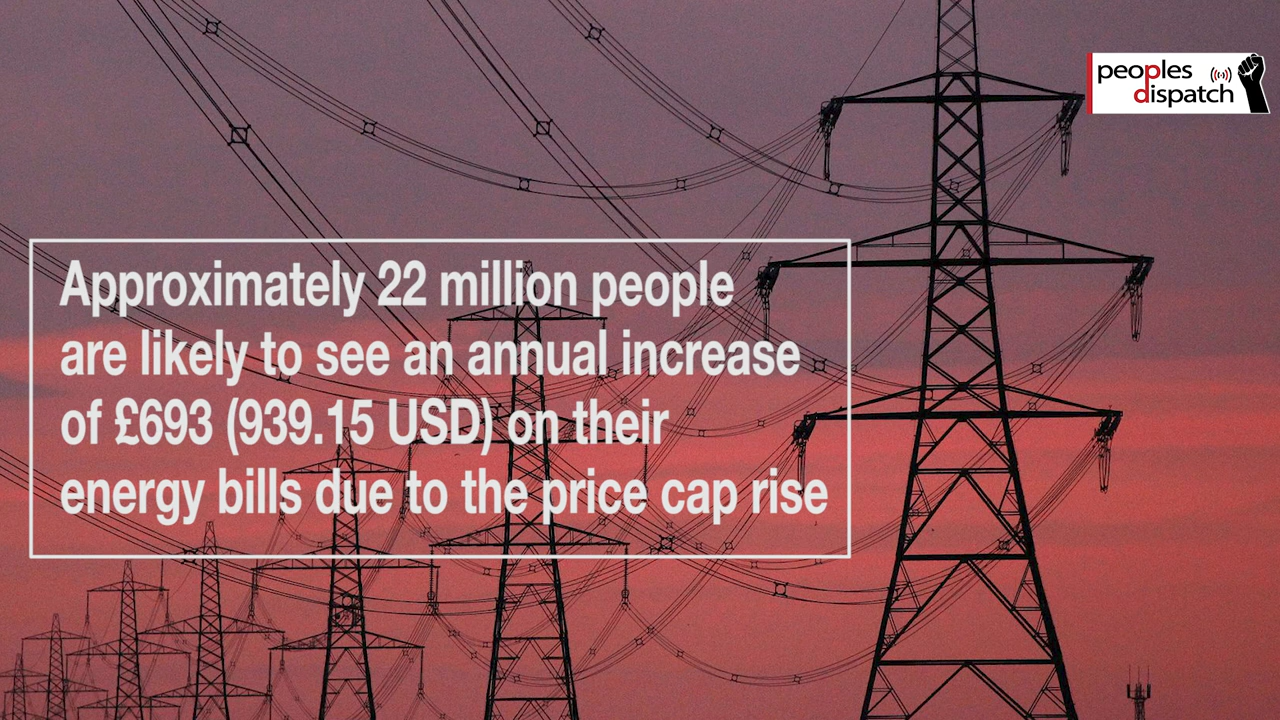 peoples
dispatch
Approximately 22 million people
are likely to see an annual increase
of £693 (939.15 USD) on their
energy bills due to the price cap rise